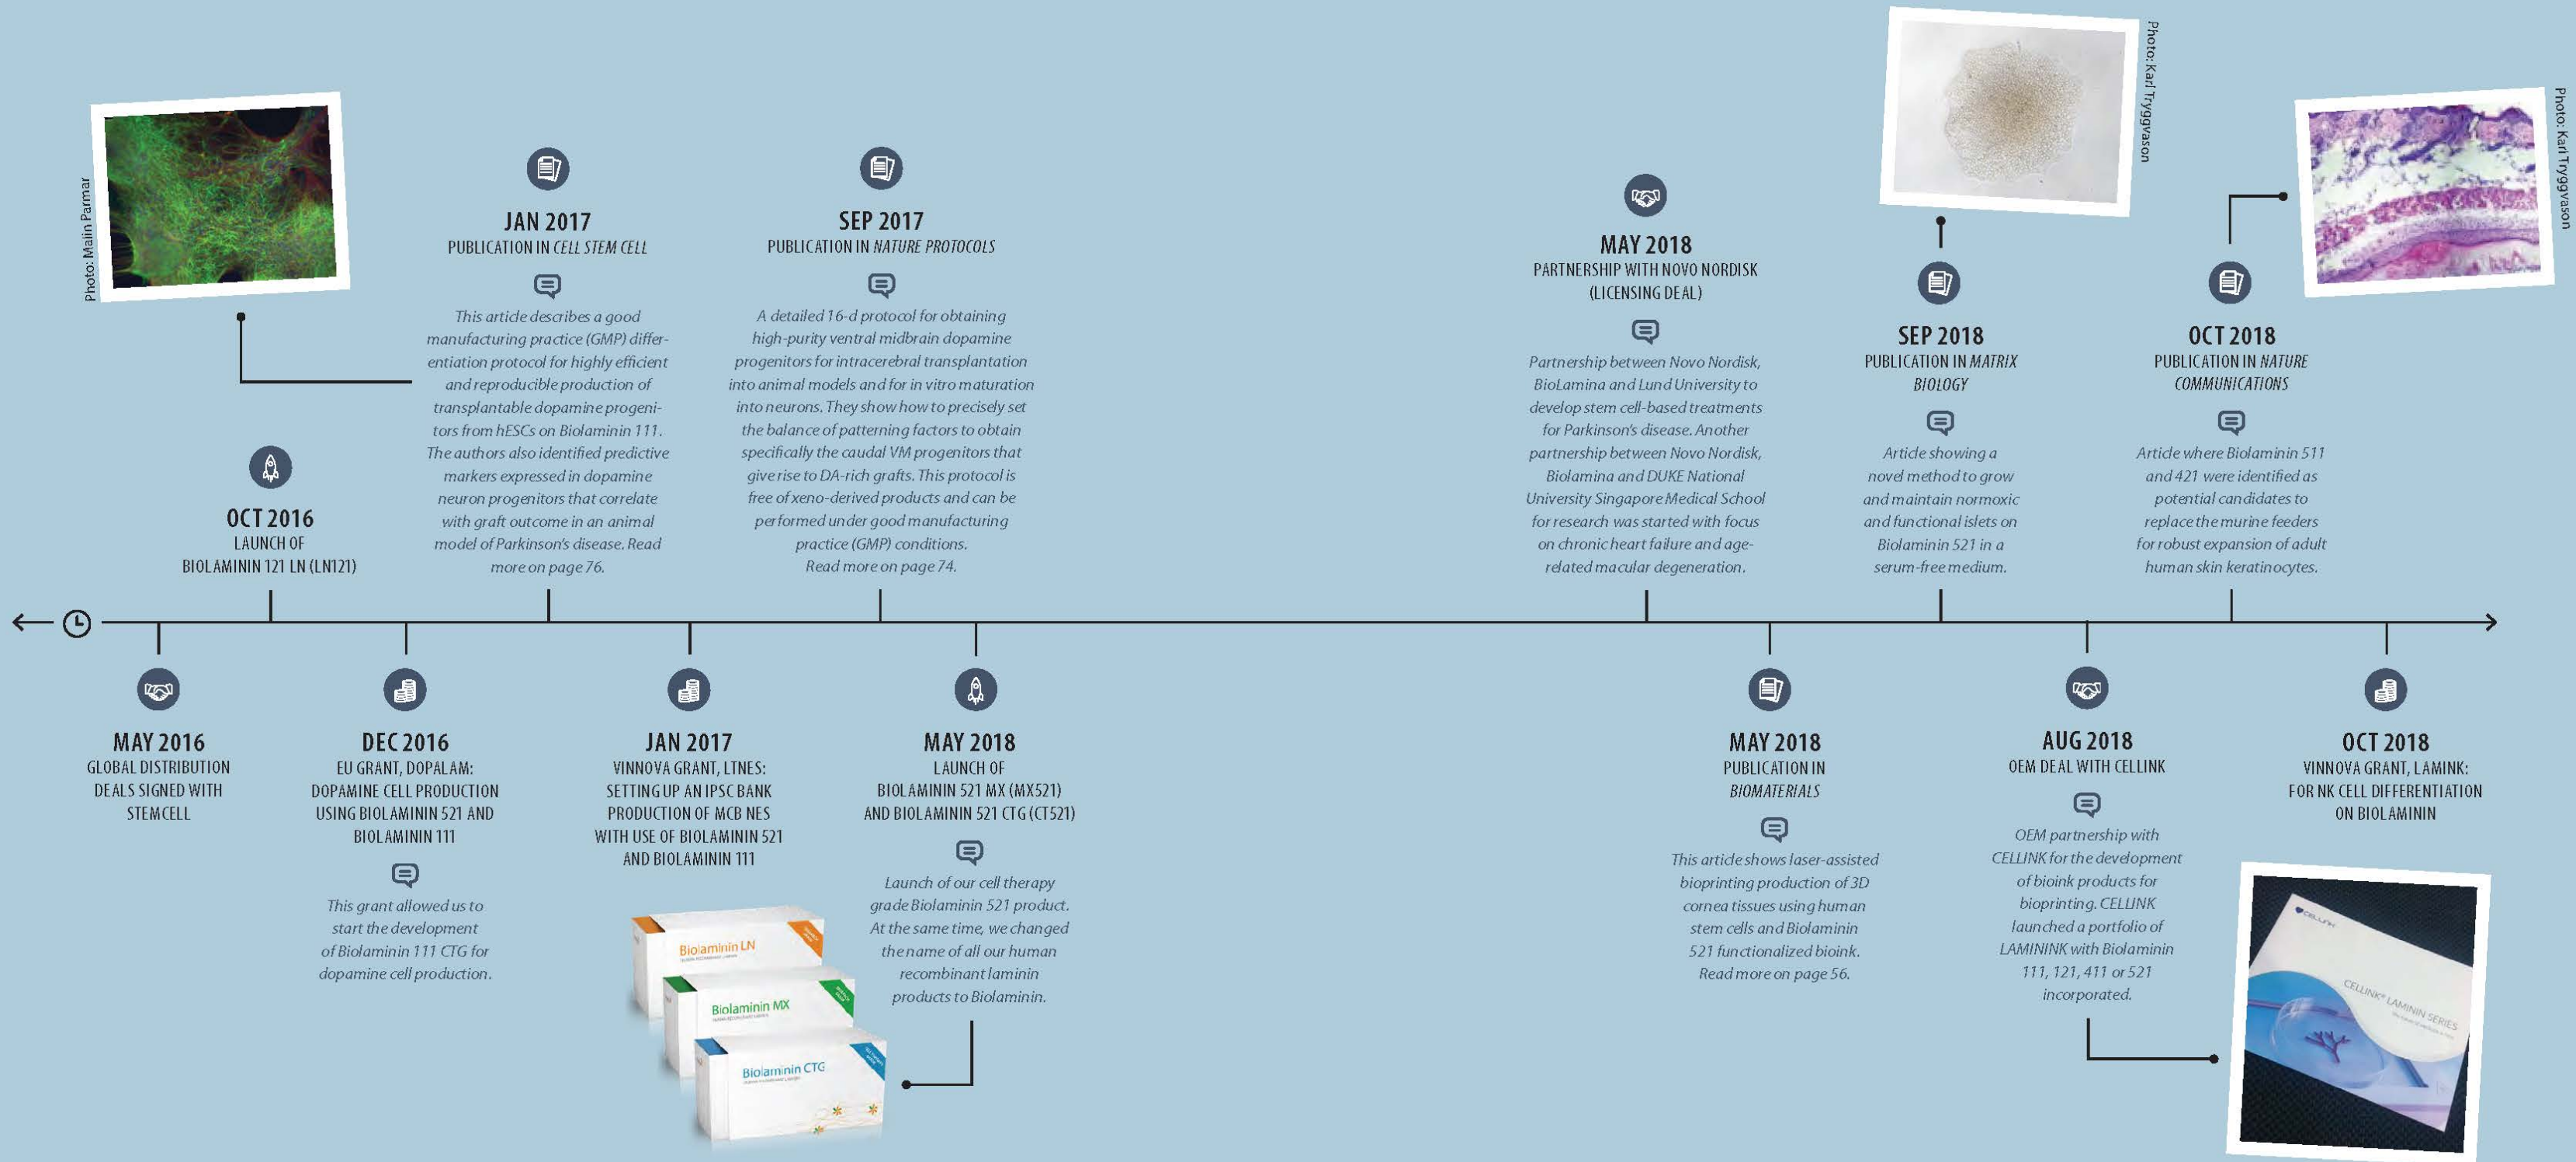 Photo: Malin Parmar
JAN 2017
PUBLICATION IN CELL STEM CELL
This article describes a good
manufacturing practice (GMP) differ-
entiation protocol for highly efficient
and reproducible production of
transplantable dopamine progeni-
tors from hESCs on Biolaminin 111.
The authors also identified predictive
markers expressed in dopamine
neuron progenitors that correlate
with graft outcome in an animal
model of Parkinson's disease. Read
more on page 76.
SEP 2017
PUBLICATION IN NATURE PROTOCOLS
A detailed 16-d protocol for obtaining
high-purity ventral midbrain dopamine
progenitors for intracerebral transplantation
into animal models and for in vitro maturation
into neurons. They show how to precisely set
the balance of patterning factors to obtain
specifically the caudal VM progenitors that
give rise to DA-rich grafts. This protocol is
free of xeno-derived products and can be
performed under good manufacturing
practice (GMP) conditions.
Read more on page 74.
OCT 2016
LAUNCH OF
BIOLAMININ 121 LN (LN121)
MAY 2018
PARTNERSHIP WITH NOVO NORDISK
(LICENSING DEAL)
Partnership between Novo Nordisk,
BioLamina and Lund University to
develop stem cell-based treatments
for Parkinson's disease. Another
partnership between Novo Nordisk,
Biolamina and DUKE National
University Singapore Medical School
for research was started with focus
on chronic heart failure and age-
related macular degeneration.
Photo: Karl Tryggvason
SEP 2018
PUBLICATION IN MATRIX
BIOLOGY
Article showing a
novel method to grow
and maintain normoxic
and functional islets on
Biolaminin 521 in a
serum-free medium.
Photo: Karl Tryggvason
OCT 2018
PUBLICATION IN NATURE
COMMUNICATIONS
Article where Biolaminin 511
and 421 were identified as
potential candidates to
replace the murine feeders
for robust expansion of adult
human skin keratinocytes.
MAY 2016
GLOBAL DISTRIBUTION
DEALS SIGNED WITH
STEMCELL
DEC 2016
EU GRANT, DOPALAM:
DOPAMINE CELL PRODUCTION
USING BIOLAMININ 521 AND
BIOLAMININ 111
This grant allowed us to
start the development
of Biolaminin 111 CTG for
dopamine cell production.
JAN 2017
VINNOVA GRANT, LTNES:
SETTING UP AN IPSC BANK
PRODUCTION OF MCB NES
WITH USE OF BIOLAMININ 521
AND BIOLAMININ 111
Biolaminin LN
Biolaminin MX
Biolaminin CTG
MAY 2018
LAUNCH OF
BIOLAMININ 521 MX (MX521)
AND BIOLAMININ 521 CTG (CT521)
Launch of our cell therapy
grade Biolaminin 521 product.
At the same time, we changed
the name of all our human
recombinant laminin
products to Biolaminin.
MAY 2018
PUBLICATION IN
BIOMATERIALS
This article shows laser-assisted
bioprinting production of 3D
cornea tissues using human
stem cells and Biolaminin
521 functionalized bioink.
Read more on page 56.
AUG 2018
OEM DEAL WITH CELLINK
OEM partnership with
CELLINK for the development
of bioink products for
bioprinting. CELLINK
launched a portfolio of
LAMININK with Biolaminin
111, 121, 411 or 521
incorporated.
OCT 2018
VINNOVA GRANT, LAMINK:
FOR NK CELL DIFFERENTIATION
ON BIOLAMININ
CELLINK
CELLINK® LAMININ SERIES